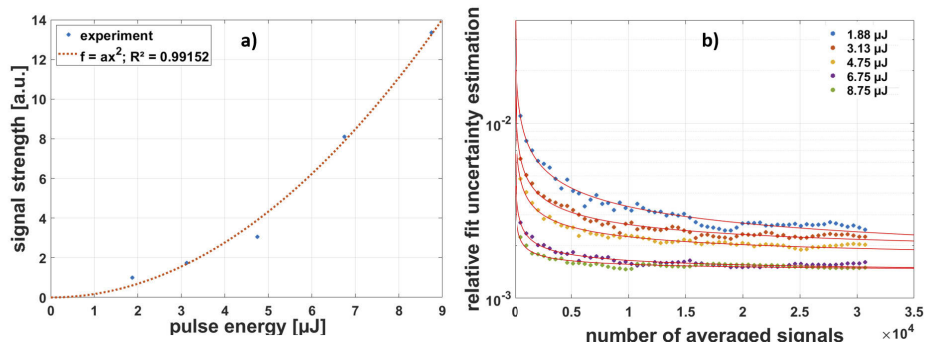 a)
experiment
f = ax²; R² = 0.99152
signal strength [a.u.]
14
12
10
8
6
4
2
0
0 1 2 3 4 5 6 7 8 9
pulse energy [µJ]
b)
1.88 µJ
3.13 µJ
4.75 µJ
6.75 µJ
8.75 µJ
relative fit uncertainty estimation
10⁻²
10⁻³
0 0.5 1 1.5 2 2.5 3 3.5
number of averaged signals
×10⁴